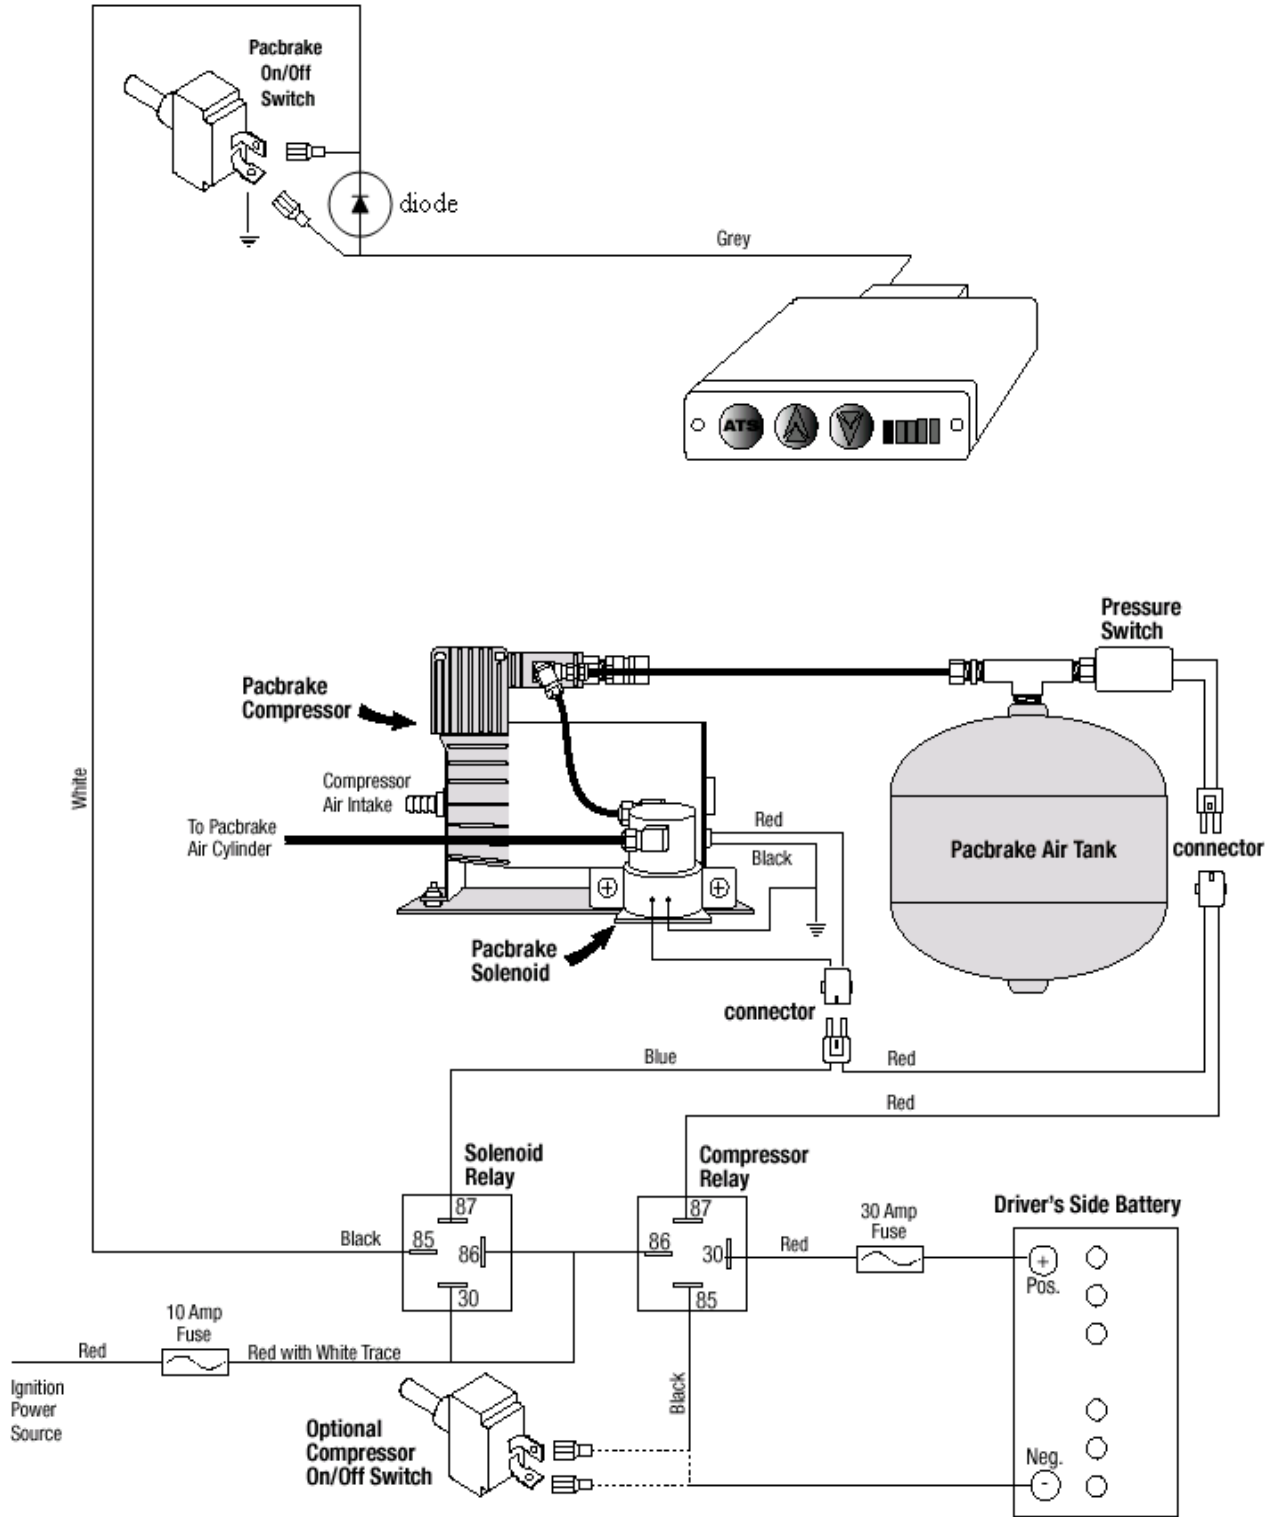 Pacbrake
On/Off
Switch
diode
Grey
ATS
Pressure
Switch
Pacbrake
Compressor
White
Compressor
Air Intake
To Pacbrake
Air Cylinder
Red
Black
Pacbrake Air Tank
connector
Pacbrake
Solenoid
connector
Blue
Red
Red
Solenoid
Relay
Compressor
Relay
Driver's Side Battery
87
85
86
30
Black
87
86
30
85
Red
30 Amp
Fuse
+
Pos.
10 Amp
Fuse
Red
Red with White Trace
Ignition
Power
Source
Black
Optional
Compressor
On/Off Switch
Neg.
-